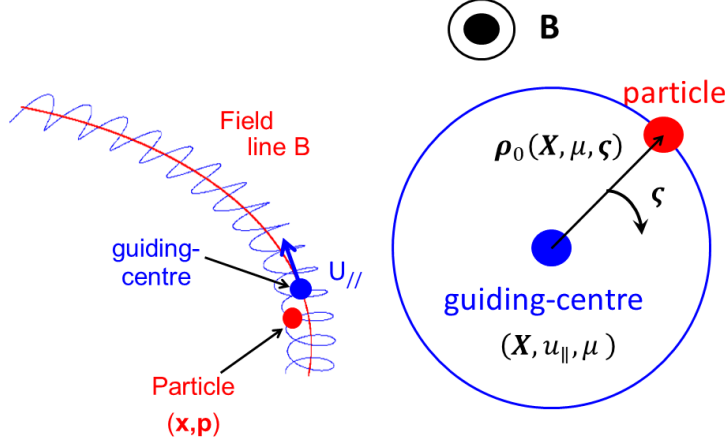 Field
line B
guiding-
centre
U//
Particle
(x,p)
B
particle
ρ₀(X, μ, ς)
ς
guiding-centre
(X, u∥, μ)